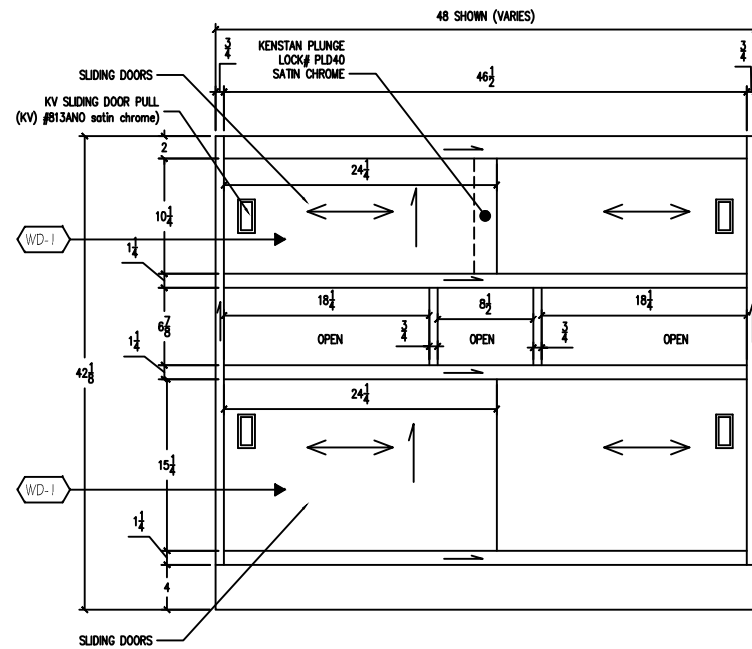 48 SHOWN (VARIES)
3/4
KENSTAN PLUNGE
LOCK# PLD40
SATIN CHROME
3/4
46 1/2
SLIDING DOORS
KV SLIDING DOOR PULL
(KV) #813ANO satin chrome)
2
24 1/4
10 1/4
WD-1
1 1/4
18 1/4
8 1/2
18 1/4
6 7/8
3/4
OPEN
OPEN
3/4
OPEN
1 1/4
42 1/8
24 1/4
15 1/4
WD-1
1 1/4
4
SLIDING DOORS